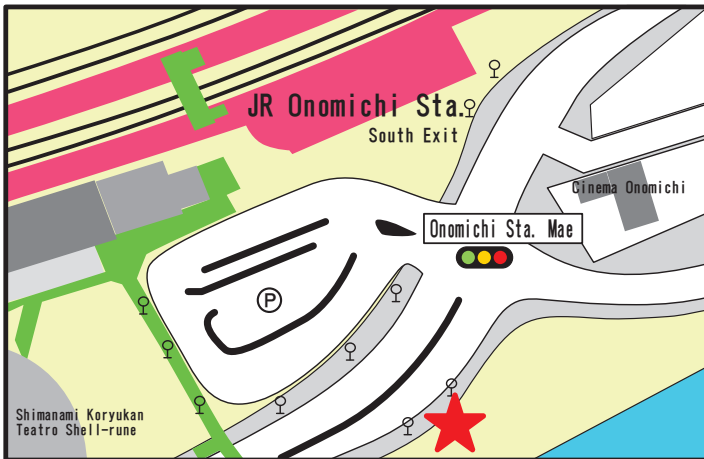 JR Onomichi Sta.
South Exit
Cinema Onomichi
Onomichi Sta. Mae
P
Shimanami Koryukan
Teatro Shell-rune